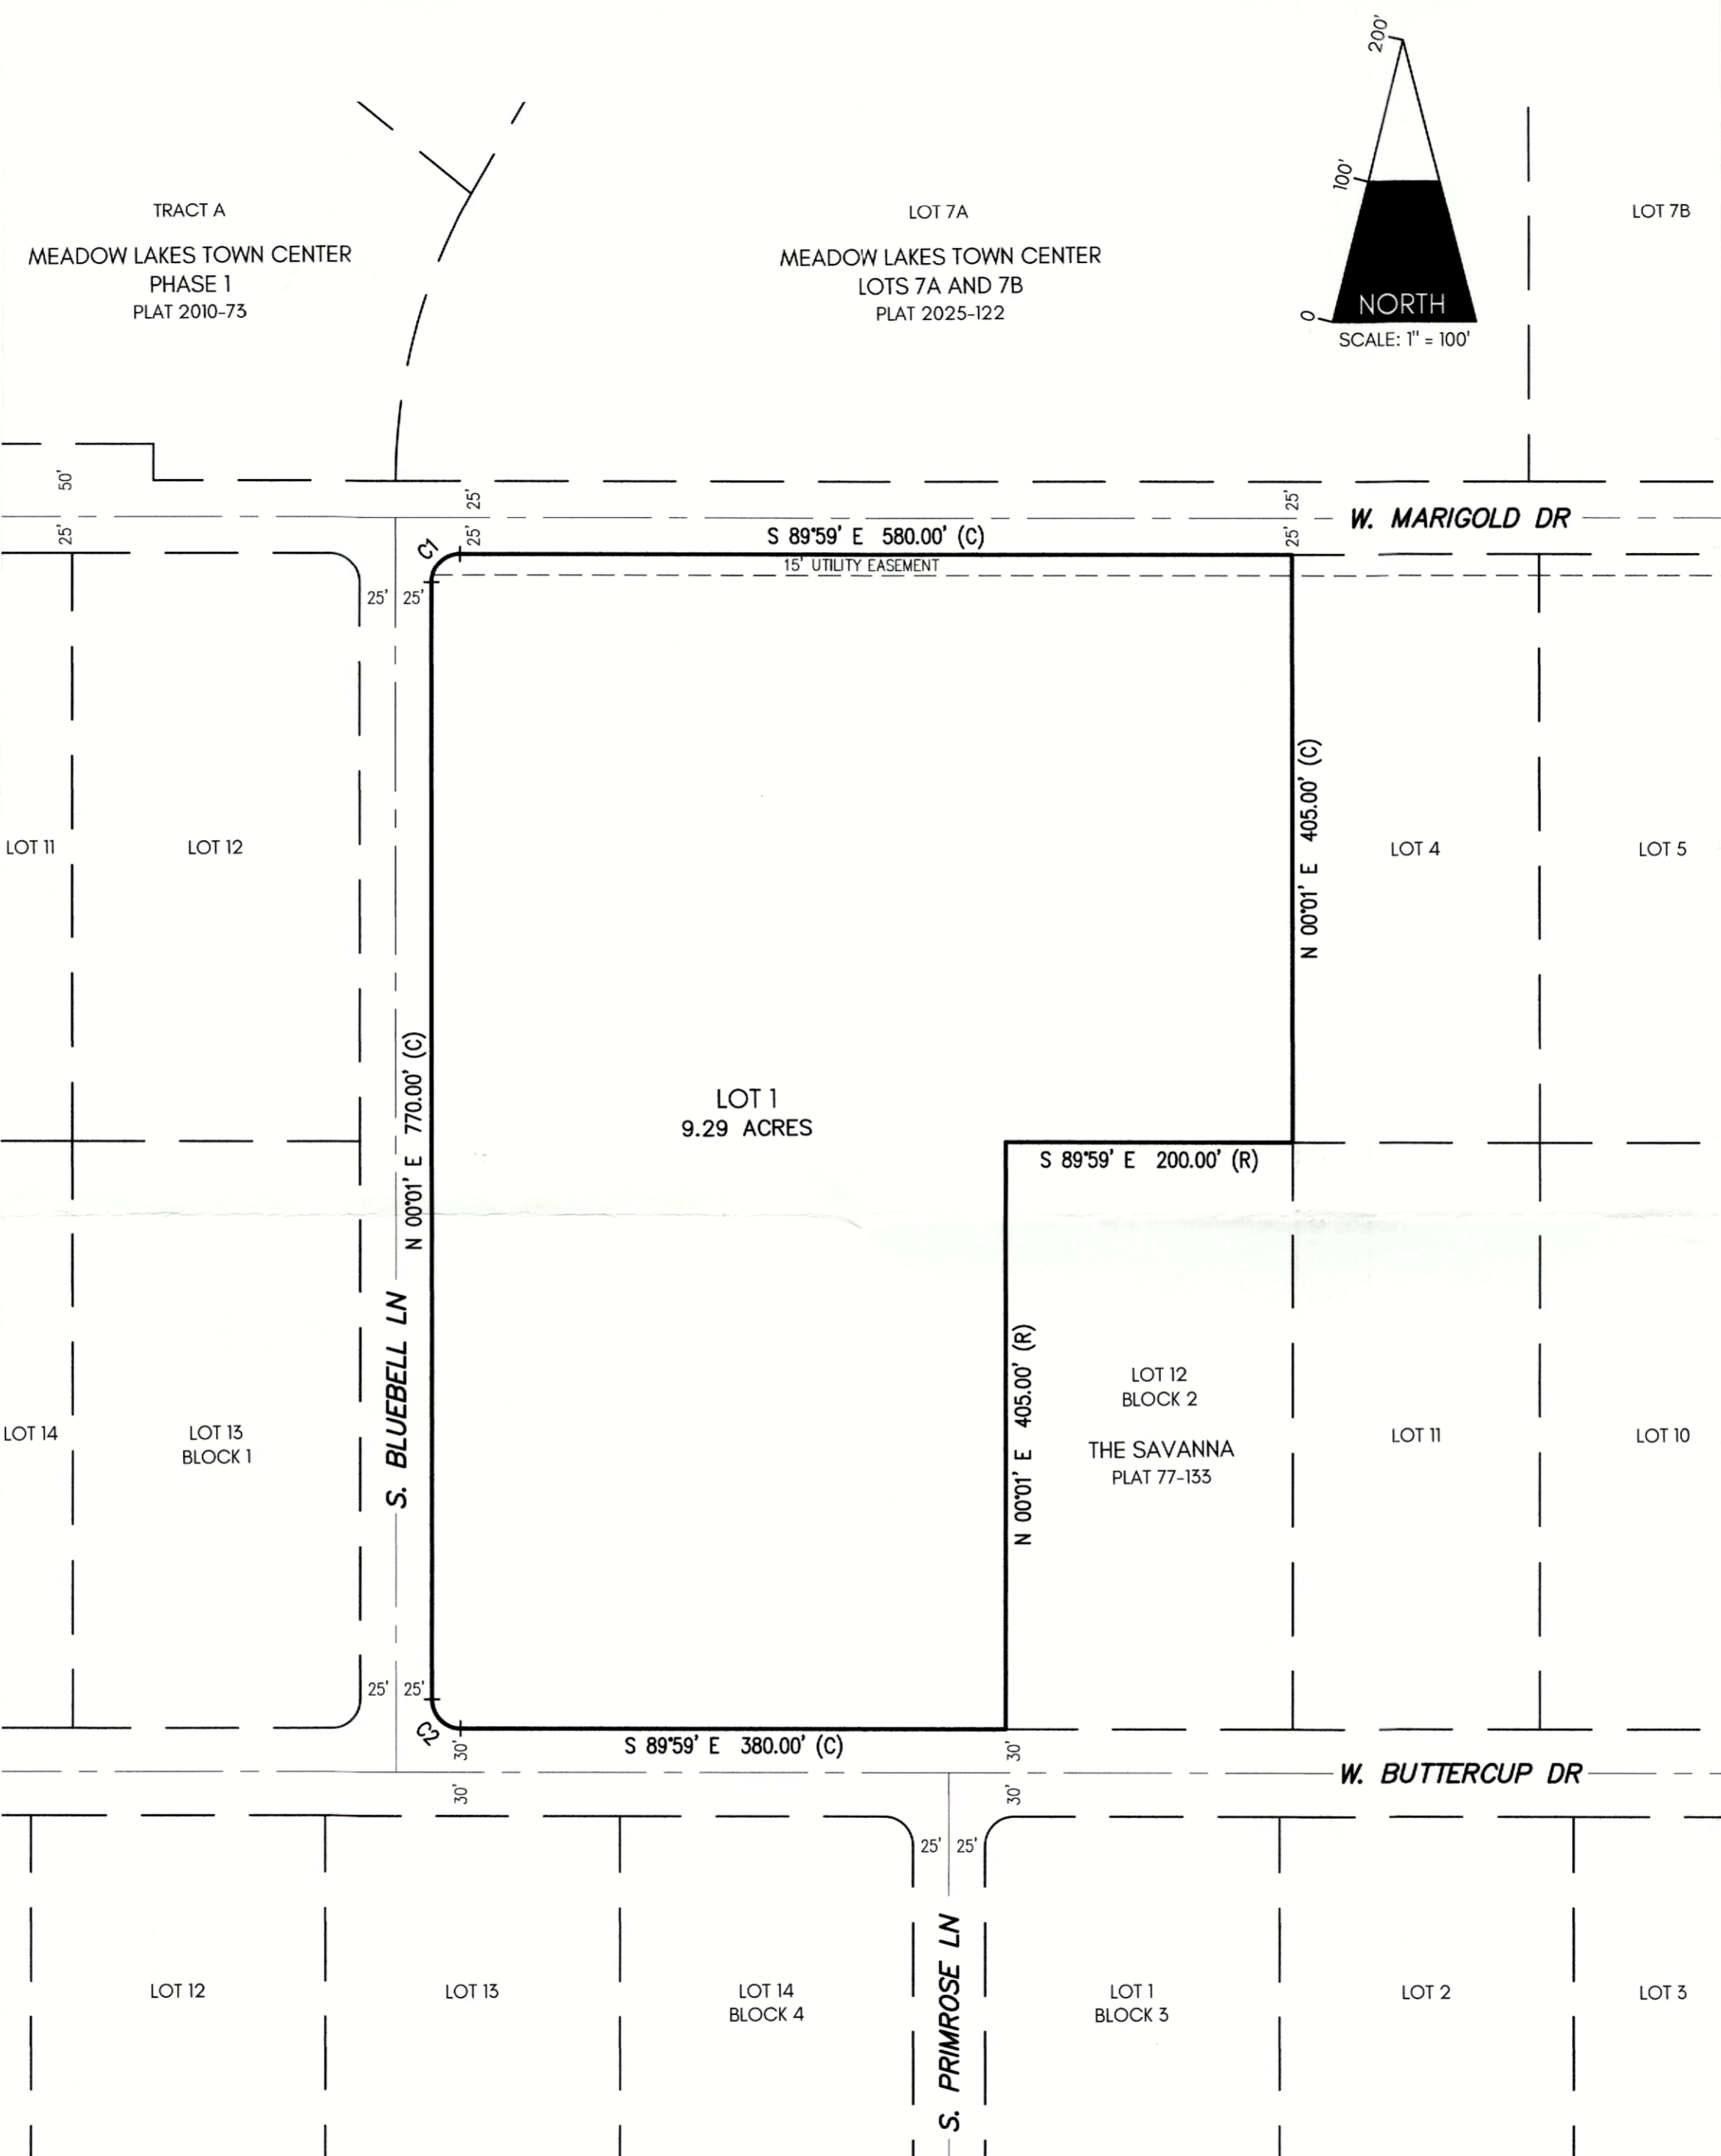 200'
100'
0
NORTH
SCALE: 1" = 100'
TRACT A
MEADOW LAKES TOWN CENTER
PHASE 1
PLAT 2010-73
LOT 7A
MEADOW LAKES TOWN CENTER
LOTS 7A AND 7B
PLAT 2025-122
LOT 7B
50'
25'
25'
25'
25'
25'
W. MARIGOLD DR
S 89°59' E 580.00' (C)
15' UTILITY EASEMENT
C1
25'
25'
N 00°01' E 405.00' (C)
LOT 11
LOT 12
LOT 4
LOT 5
N 00°01' E 770.00' (C)
LOT 1
9.29 ACRES
S 89°59' E 200.00' (R)
S. BLUEBELL LN
N 00°01' E 405.00' (R)
LOT 14
LOT 13
BLOCK 1
LOT 12
BLOCK 2
THE SAVANNA
PLAT 77-133
LOT 11
LOT 10
25'
25'
C2
S 89°59' E 380.00' (C)
30'
30'
30'
30'
W. BUTTERCUP DR
25'
25'
S. PRIMROSE LN
LOT 12
LOT 13
LOT 14
BLOCK 4
LOT 1
BLOCK 3
LOT 2
LOT 3